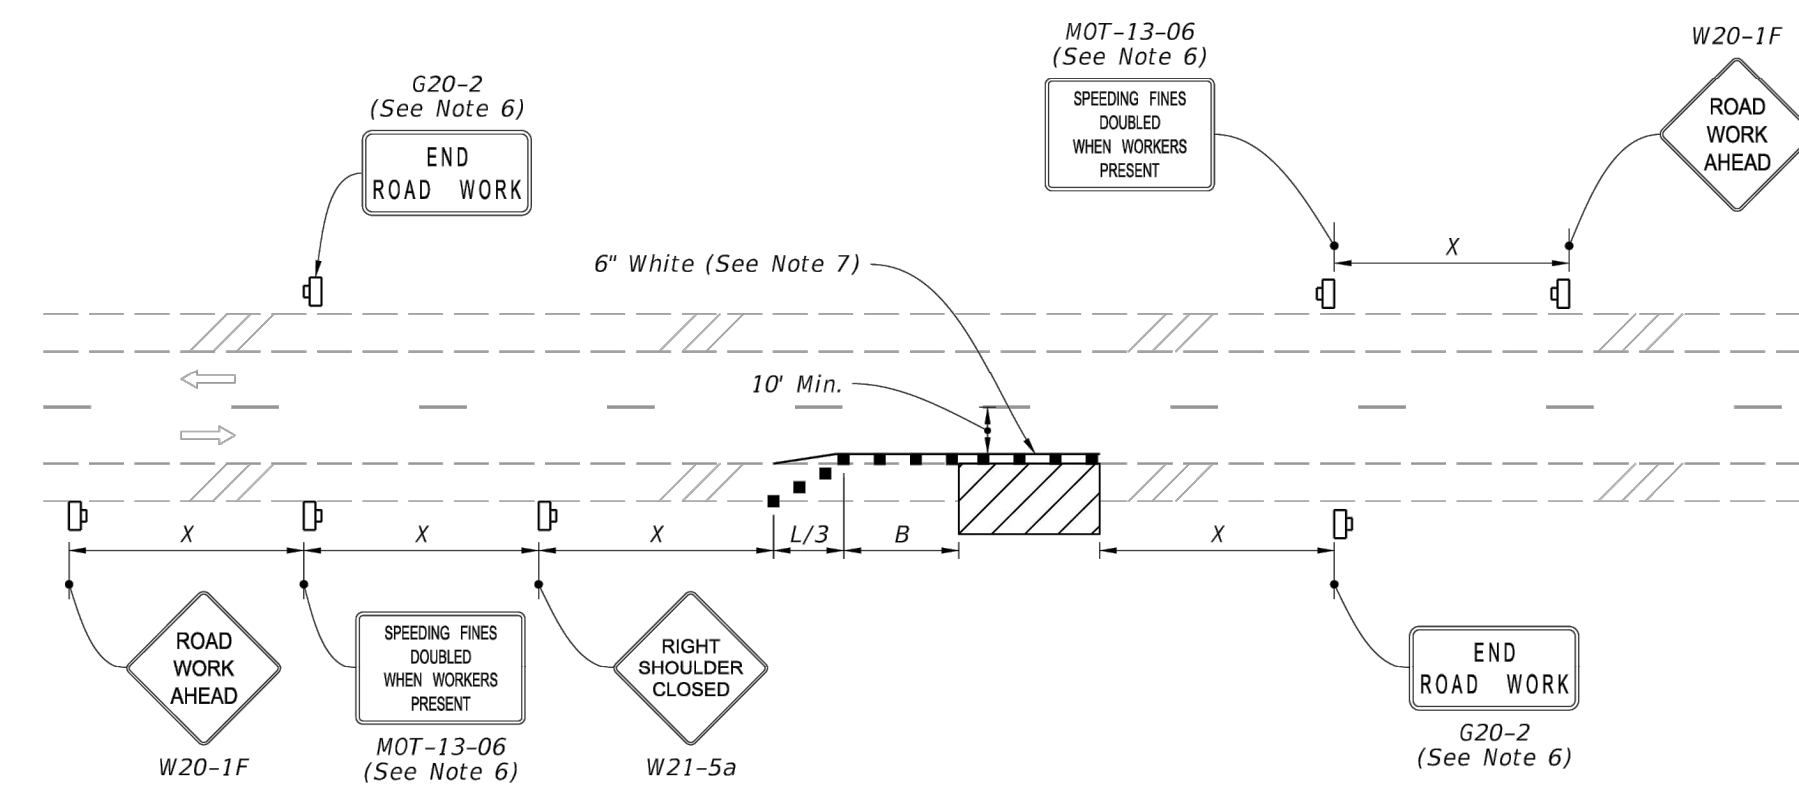 MOT-13-06
(See Note 6)
W20-1F
G20-2
(See Note 6)
SPEEDING FINES
DOUBLED
WHEN WORKERS
PRESENT
ROAD
WORK
AHEAD
END
ROAD WORK
X
6" White (See Note 7)
10' Min.
X
X
X
L/3
B
X
ROAD
WORK
AHEAD
W20-1F
SPEEDING FINES
DOUBLED
WHEN WORKERS
PRESENT
MOT-13-06
(See Note 6)
RIGHT
SHOULDER
CLOSED
W21-5a
END
ROAD WORK
G20-2
(See Note 6)